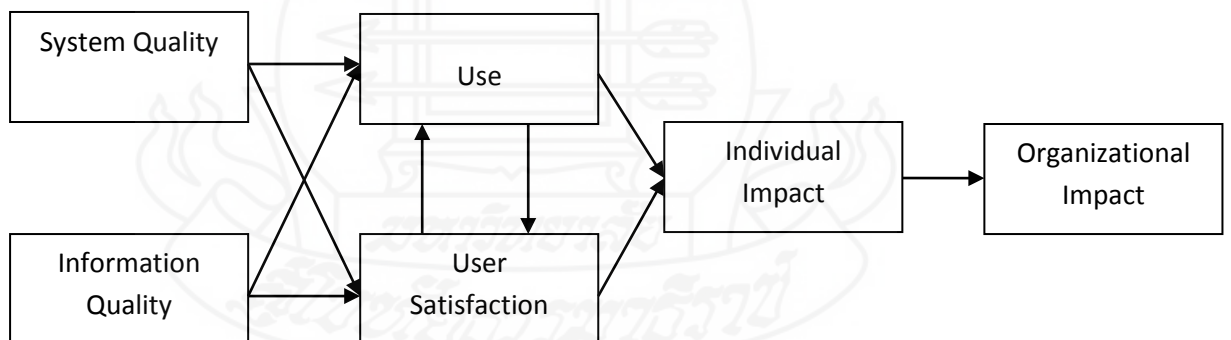 System Quality
Use
Individual
Impact
Organizational
Impact
Information
Quality
User
Satisfaction